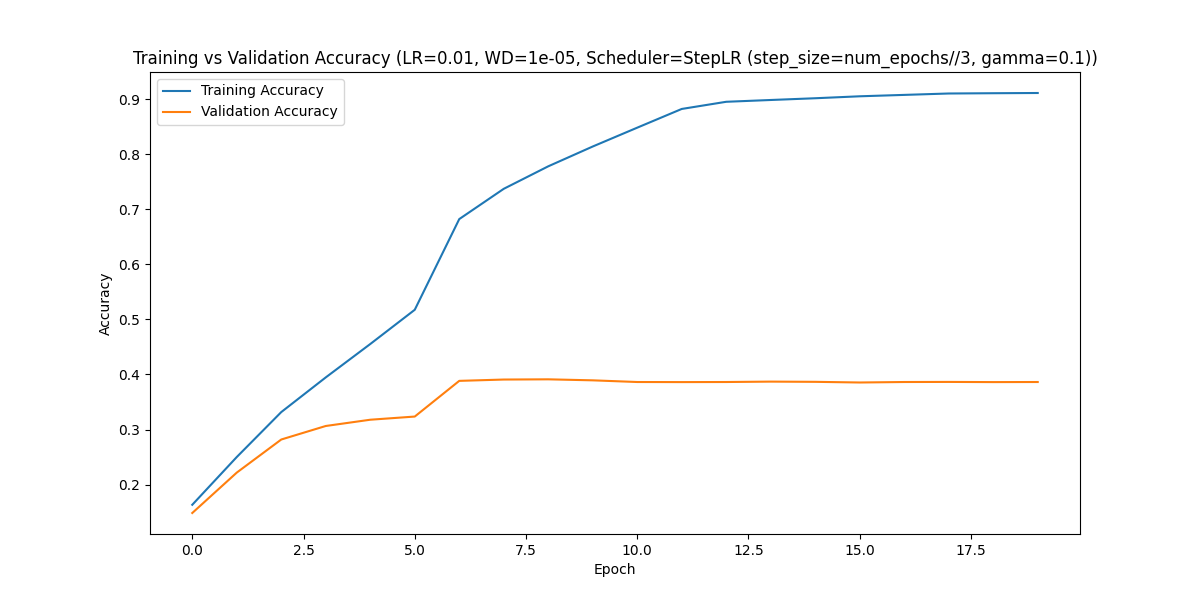 Training vs Validation Accuracy (LR=0.01, WD=1e-05, Scheduler=StepLR (step_size=num_epochs//3, gamma=0.1))
Training Accuracy
Validation Accuracy
0.9
0.8
0.7
0.6
0.5
0.4
0.3
0.2
Accuracy
0.0 2.5 5.0 7.5 10.0 12.5 15.0 17.5
Epoch